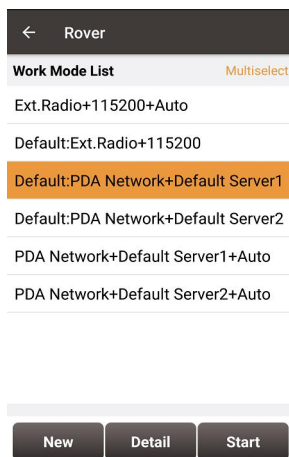 ← Rover
Work Mode List Multiselect
Ext.Radio+115200+Auto
Default:Ext.Radio+115200
Default:PDA Network+Default Server1
Default:PDA Network+Default Server2
PDA Network+Default Server1+Auto
PDA Network+Default Server2+Auto
New Detail Start